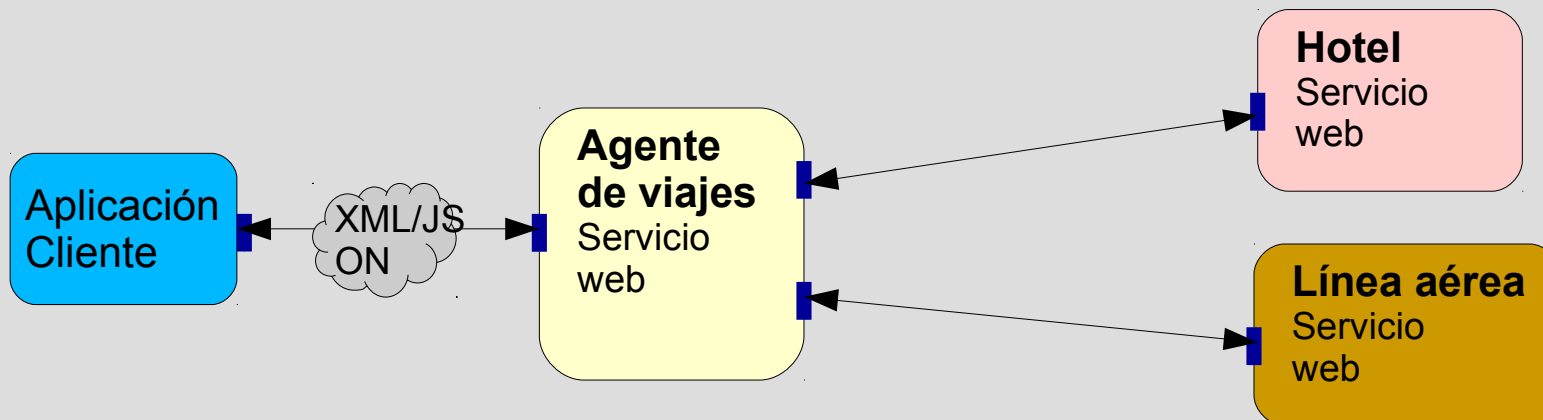 Aplicación
Cliente
XML/JS
ON
Agente
de viajes
Servicio
web
Hotel
Servicio
web
Línea aérea
Servicio
web